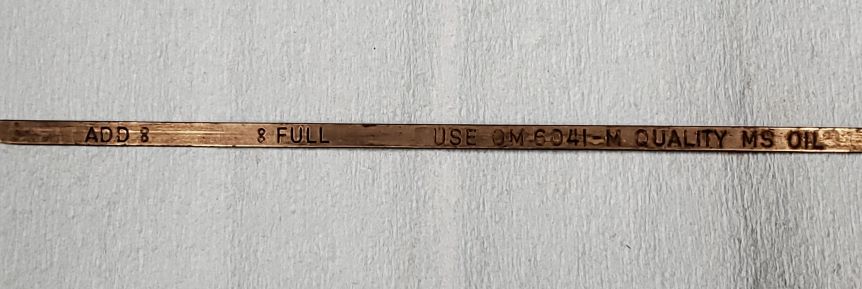 ADD 8 8 FULL USE GM-6041-M QUALITY MS OIL